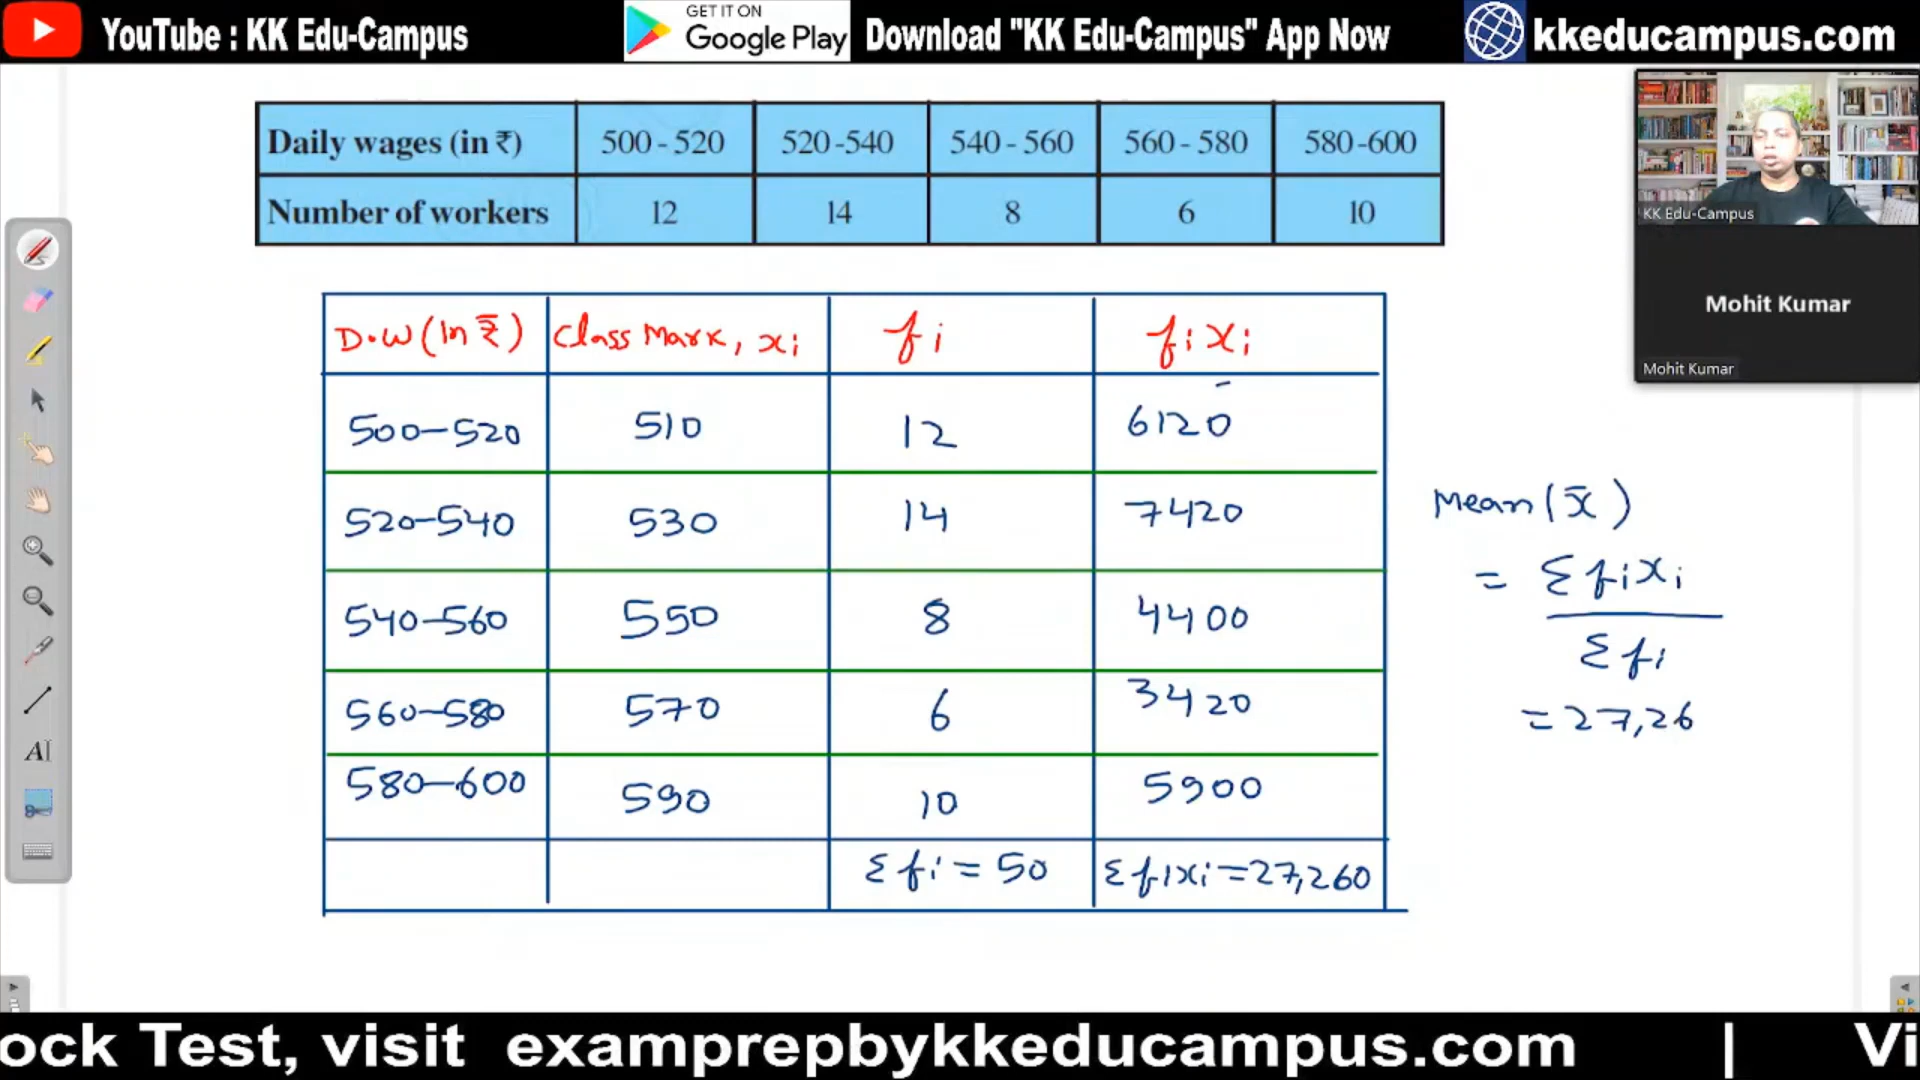 YouTube : KK Edu-Campus
GET IT ON
Google Play
Download "KK Edu-Campus" App Now
kkeducampus.com
Daily wages (in ₹) 500 - 520 520 -540 540 - 560 560 - 580 580 -600
Number of workers 12 14 8 6 10
KK Edu-Campus
Mohit Kumar
Mohit Kumar
D.W (In ₹) Class Mark, xi fi fixi
500–520 510 12 6120
520–540 530 14 7420
540–560 550 8 4400
560–580 570 6 3420
580–600 590 10 5900
Σfi = 50 Σfixi = 27,260
Mean (x̄)
= Σfixi
Σfi
= 27,26
AI
ock Test, visit examprepbykkeducampus.com | Vi